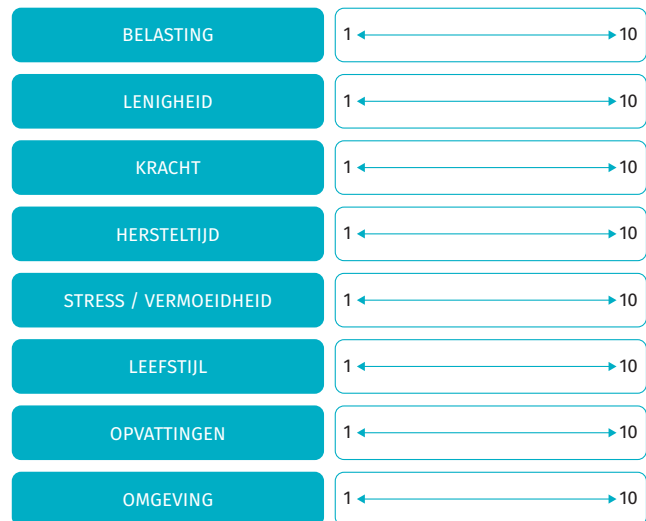 BELASTING 1 10
LENIGHEID 1 10
KRACHT 1 10
HERSTELTIJD 1 10
STRESS / VERMOEIDHEID 1 10
LEEFSTIJL 1 10
OPVATTINGEN 1 10
OMGEVING 1 10